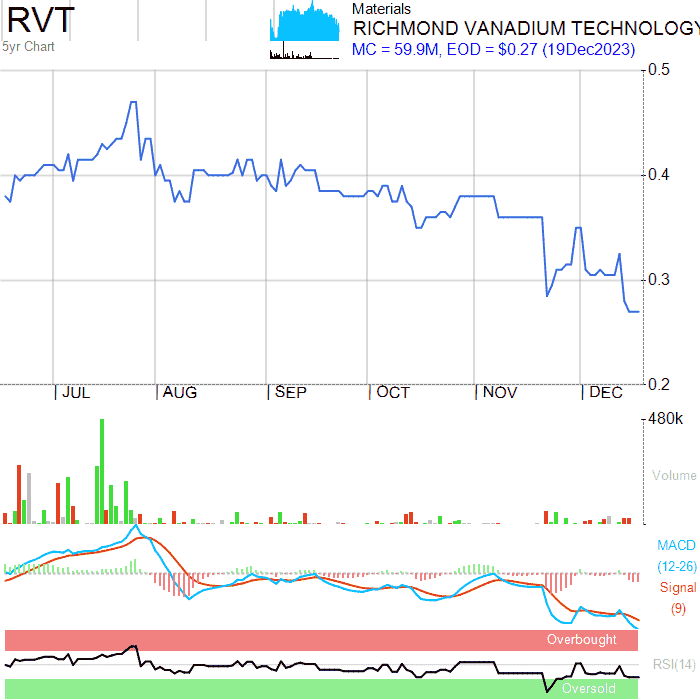 RVT
5yr Chart
Materials
RICHMOND VANADIUM TECHNOLOGY
MC = 59.9M, EOD = $0.27 (19Dec2023)
0.5
0.4
0.3
0.2
JUL AUG SEP OCT NOV DEC
480k
Volume
MACD
(12-26)
Signal
(9)
Overbought
RSI(14)
Oversold